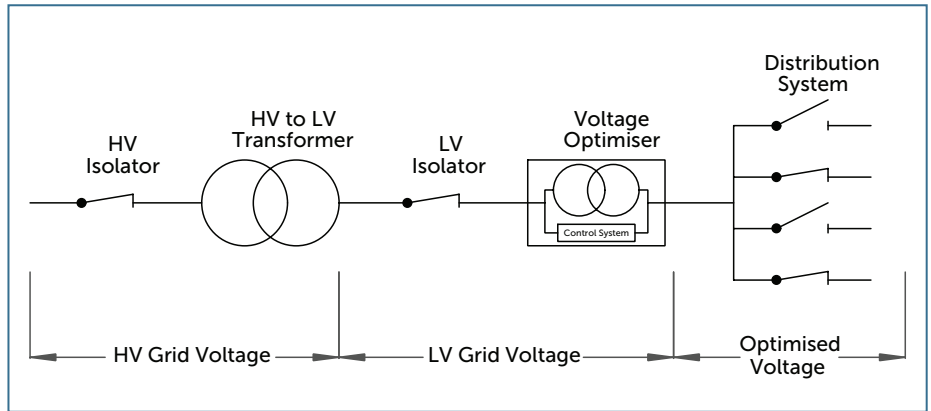 HV
Isolator
HV to LV
Transformer
LV
Isolator
Voltage
Optimiser
Control System
Distribution
System
HV Grid Voltage
LV Grid Voltage
Optimised
Voltage